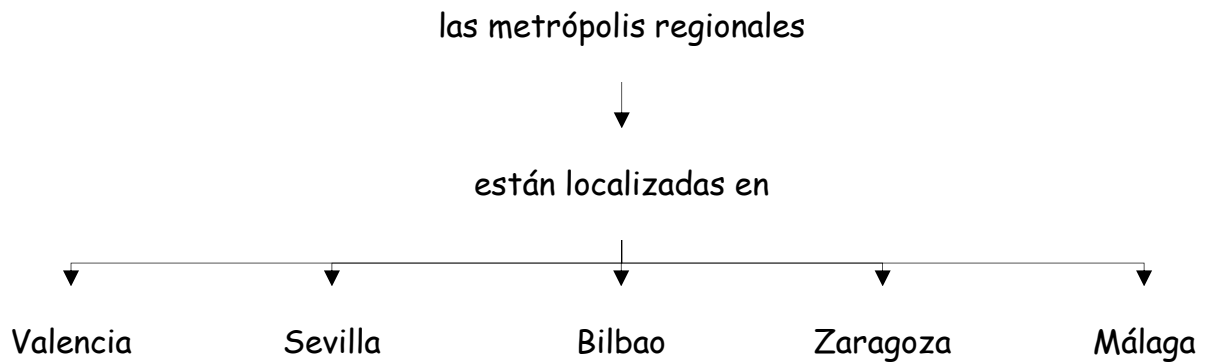 las metrópolis regionales
están localizadas en
Valencia Sevilla Bilbao Zaragoza Málaga